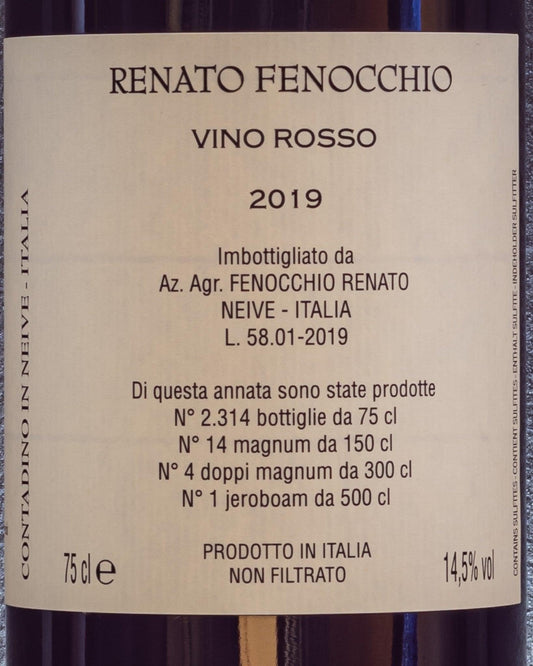 RENATO FENOCCHIO
VINO ROSSO
2019
Imbottigliato da
Az. Agr. FENOCCHIO RENATO
NEIVE - ITALIA
L. 58.01-2019
Di questa annata sono state prodotte
N° 2.314 bottiglie da 75 cl
N° 14 magnum da 150 cl
N° 4 doppi magnum da 300 cl
N° 1 jeroboam da 500 cl
75 cl e
PRODOTTO IN ITALIA
NON FILTRATO
14,5% vol
CONTADINO IN NEIVE - ITALIA
CONTAINS SULFITES - CONTIENT SULFITES - ENTHALT SULFITE - INDEHOLDER SULFITTER